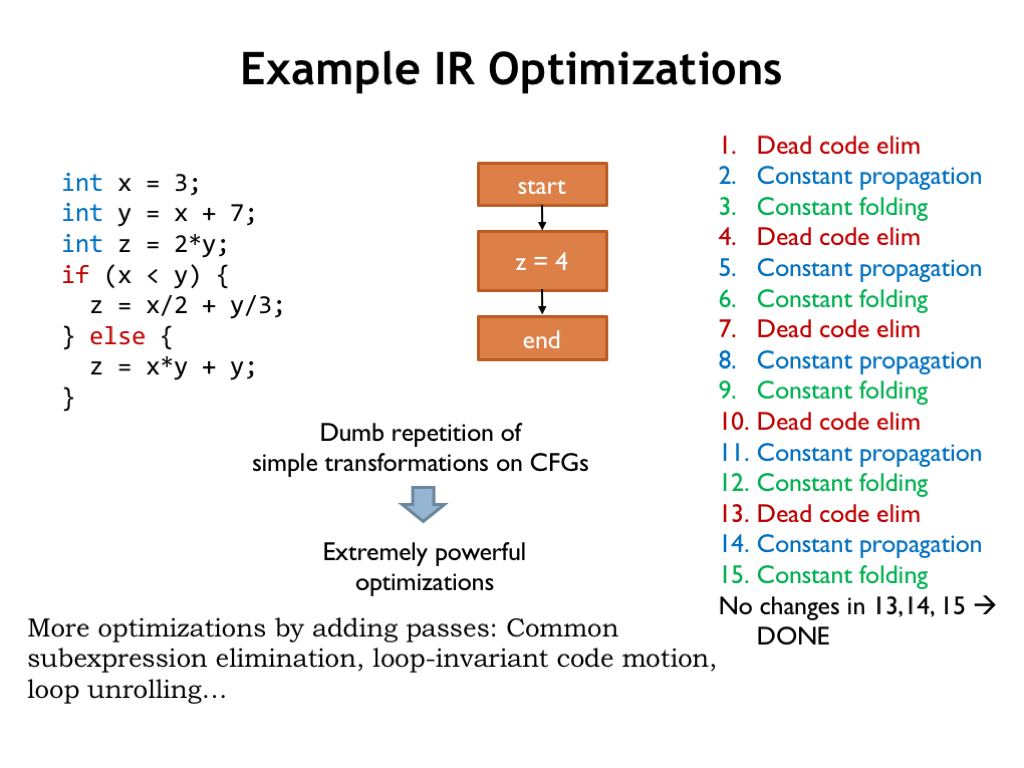 Example IR Optimizations
int x = 3;
int y = x + 7;
int z = 2*y;
if (x < y) {
  z = x/2 + y/3;
} else {
  z = x*y + y;
}
start
z = 4
end
Dumb repetition of
simple transformations on CFGs
Extremely powerful
optimizations
More optimizations by adding passes: Common
subexpression elimination, loop-invariant code motion,
loop unrolling…
1. Dead code elim
2. Constant propagation
3. Constant folding
4. Dead code elim
5. Constant propagation
6. Constant folding
7. Dead code elim
8. Constant propagation
9. Constant folding
10. Dead code elim
11. Constant propagation
12. Constant folding
13. Dead code elim
14. Constant propagation
15. Constant folding
No changes in 13,14, 15 →
DONE